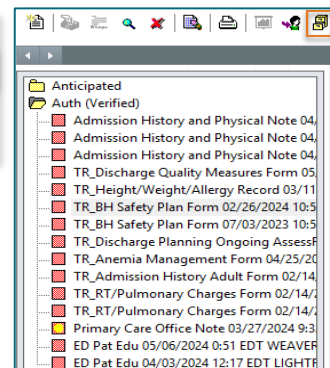 Anticipated
Auth (Verified)
Admission History and Physical Note 04/
Admission History and Physical Note 04/
Admission History and Physical Note 04/
TR_Discharge Quality Measures Form 05
TR_Height/Weight/Allergy Record 03/11
TR_BH Safety Plan Form 02/26/2024 10:5
TR_BH Safety Plan Form 07/03/2023 10:5
TR_Discharge Planning Ongoing Assess
TR_Anemia Management Form 04/25/20
TR_Admission History Adult Form 02/14
TR_RT/Pulmonary Charges Form 02/14/
TR_RT/Pulmonary Charges Form 02/14/
Primary Care Office Note 03/27/2024 9:3
ED Pat Edu 05/06/2024 0:51 EDT WEAVER
ED Pat Edu 04/03/2024 12:17 EDT LIGHTF